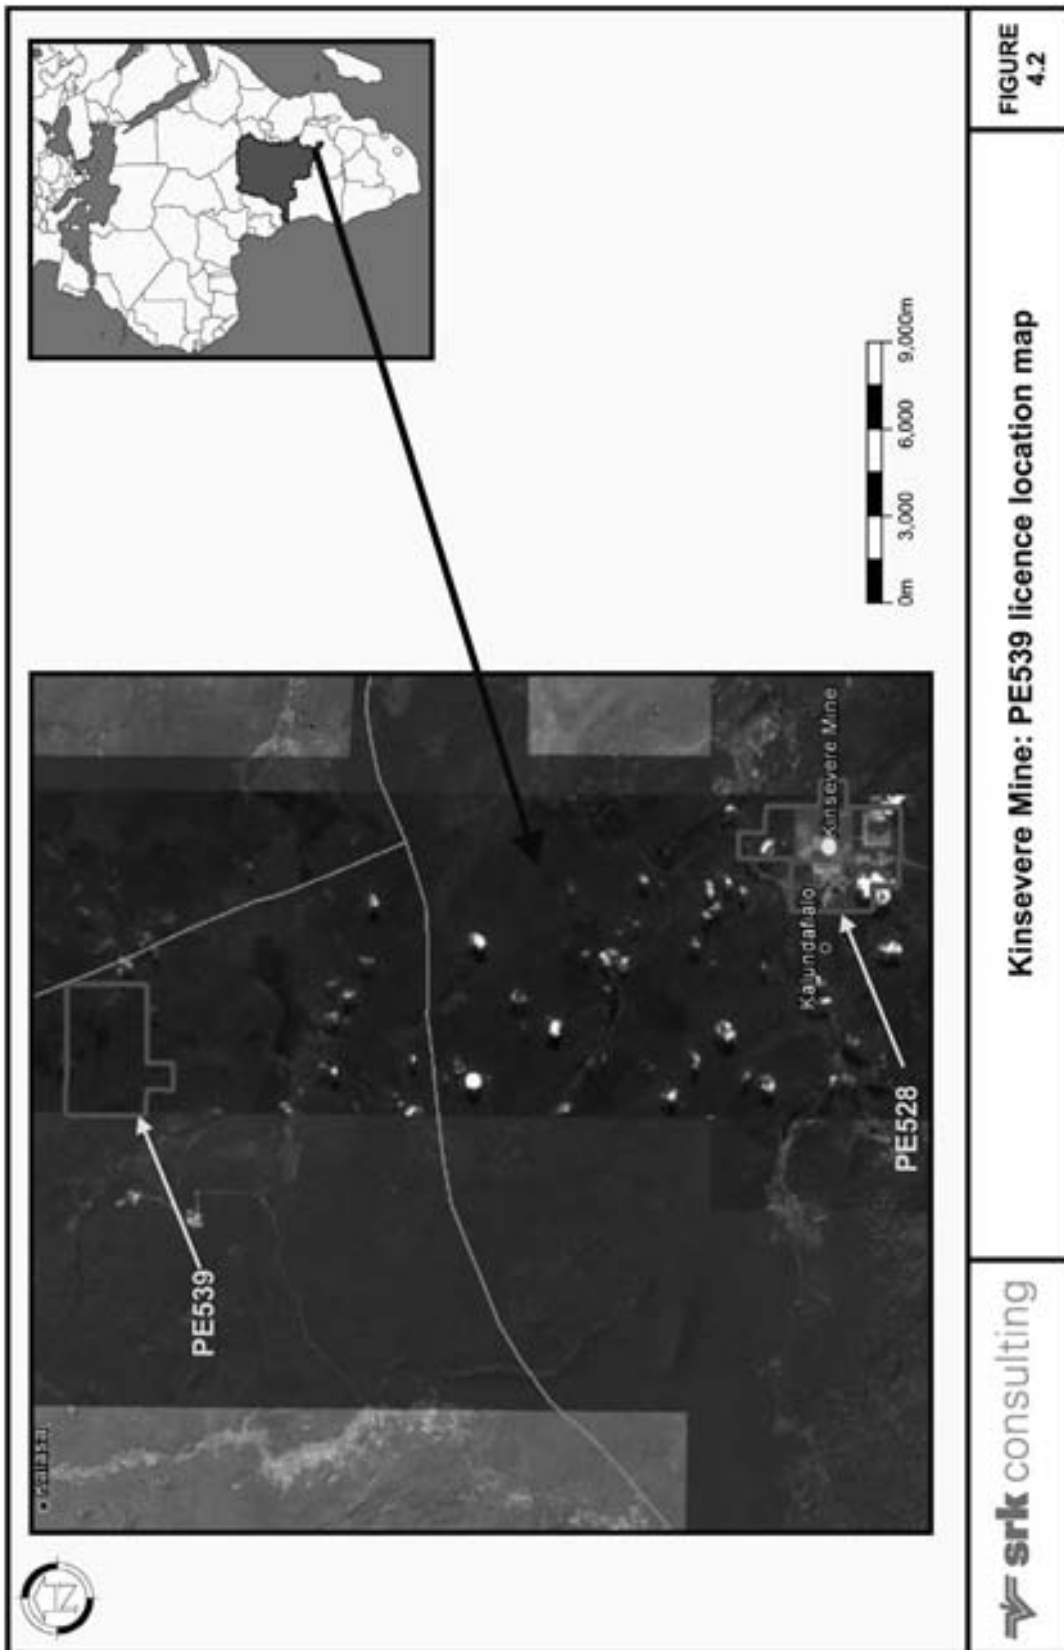 N
PE539
Kalundafialo
Kinsevere Mine
PE528
0m 3,000 6,000 9,000m
srk consulting
Kinsevere Mine: PE539 licence location map
FIGURE
4.2